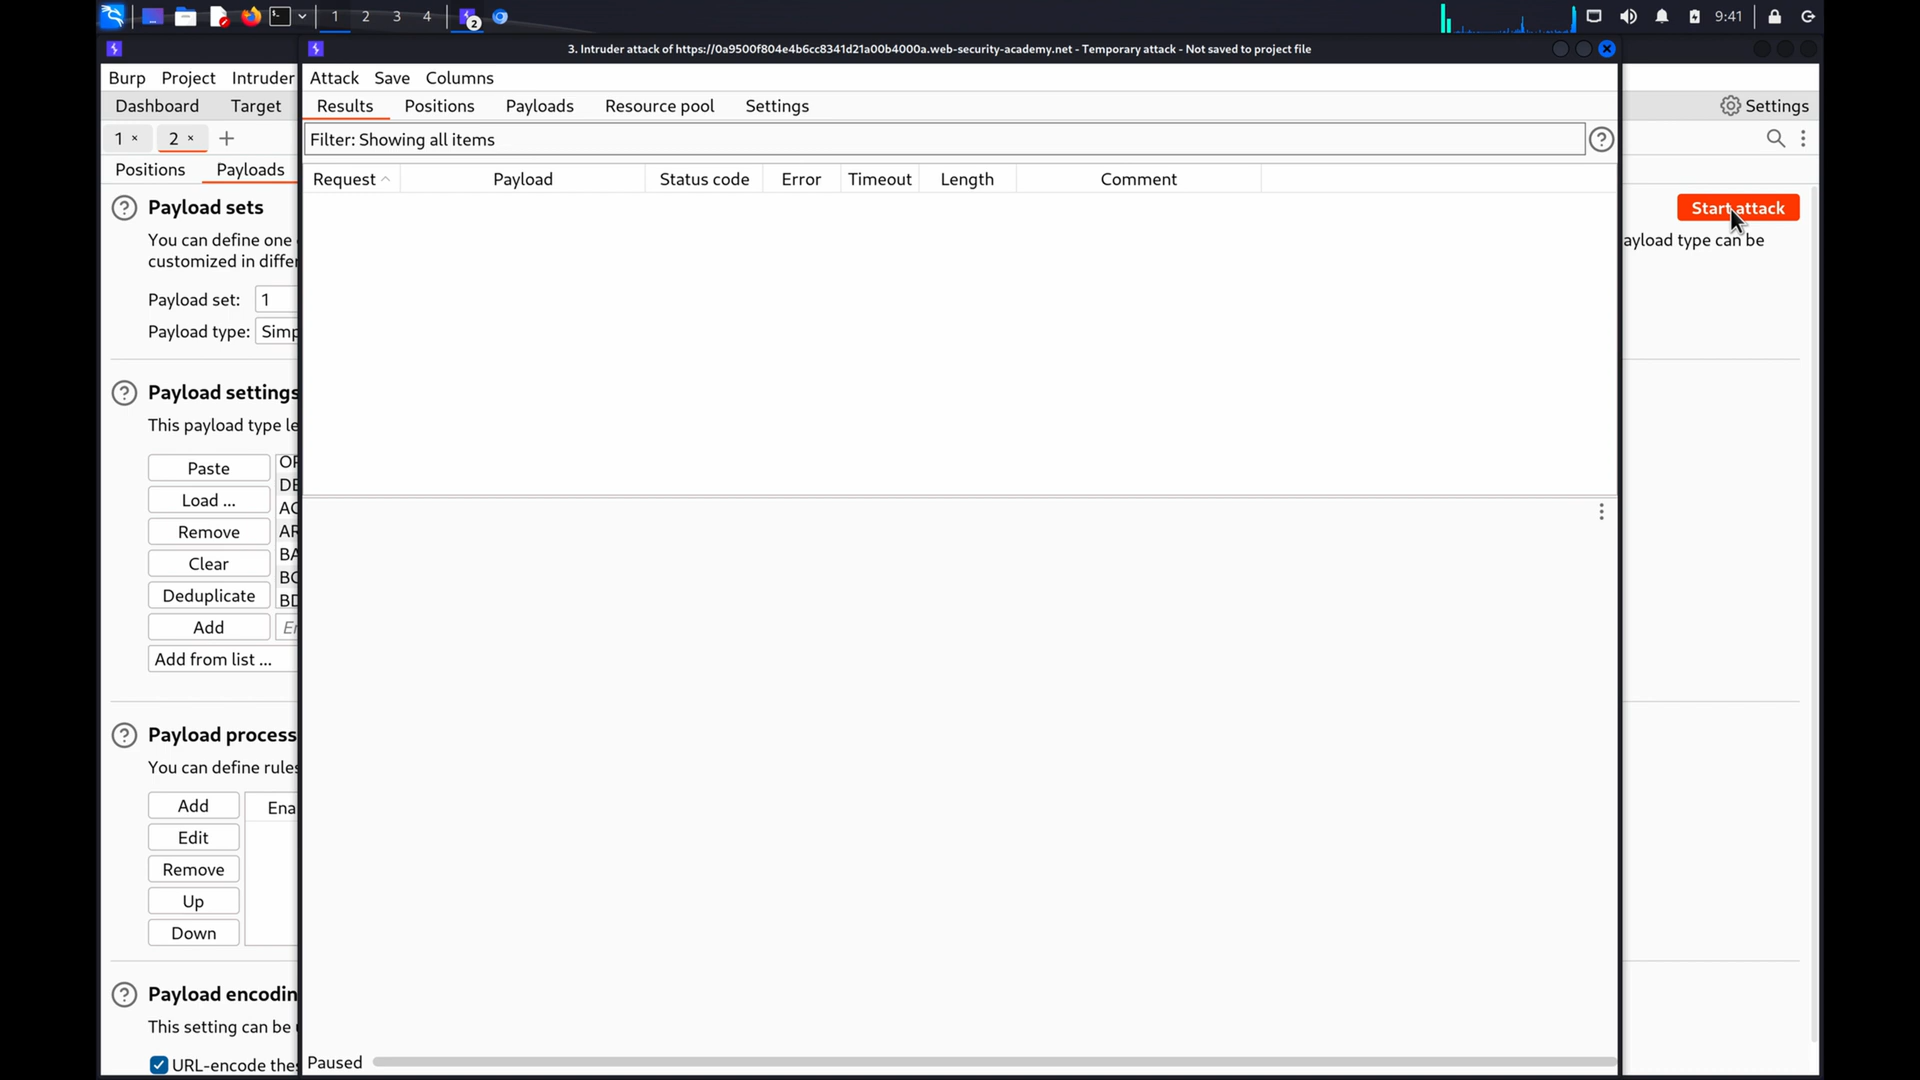 1 2 3 4 2 9:41
3. Intruder attack of https://0a9500f804e4b6cc8341d21a00b4000a.web-security-academy.net - Temporary attack - Not saved to project file
Burp Project Intruder
Attack Save Columns
Dashboard Target
Results Positions Payloads Resource pool Settings
Settings
1 × 2 × +
Filter: Showing all items
Positions Payloads
Request Payload Status code Error Timeout Length Comment
Payload sets
Start attack
You can define one
ayload type can be
customized in differ
Payload set: 1
Payload type: Simp
Payload settings
This payload type le
Paste
Load ...
Remove
Clear
Deduplicate
Add
Add from list ...
OP
DE
AC
AR
BA
BC
BD
En
Payload process
You can define rules
Add
Edit
Remove
Up
Down
Ena
Payload encodin
This setting can be
URL-encode thes
Paused